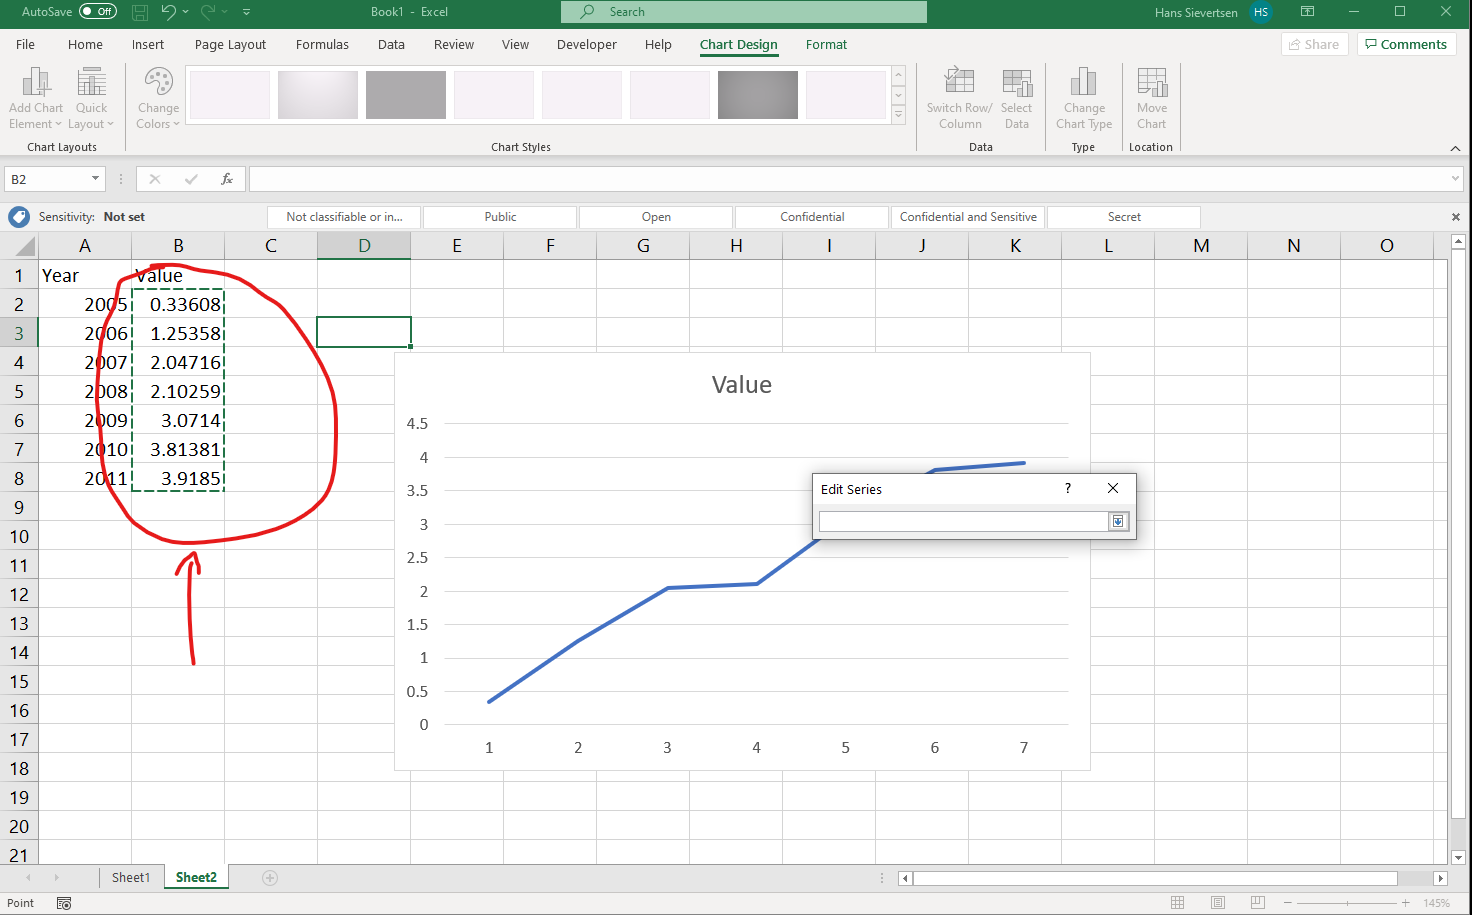 AutoSave Off Book1 - Excel Search Hans Sievertsen HS
File Home Insert Page Layout Formulas Data Review View Developer Help Chart Design Format Share Comments
Add Chart Element Quick Layout Change Colors Switch Row/ Column Select Data Change Chart Type Move Chart
Chart Layouts Chart Styles Data Type Location
B2 fx
Sensitivity: Not set Not classifiable or in... Public Open Confidential Confidential and Sensitive Secret
A B C D E F G H I J K L M N O
1 Year Value
2 2005 0.33608
3 2006 1.25358
4 2007 2.04716
5 2008 2.10259
6 2009 3.0714
7 2010 3.81381
8 2011 3.9185
9
10
11
12
13
14
15
16
17
18
19
20
21
Value
4.5
4
3.5
3
2.5
2
1.5
1
0.5
0
1 2 3 4 5 6 7
Edit Series ?
Sheet1 Sheet2
Point 145%